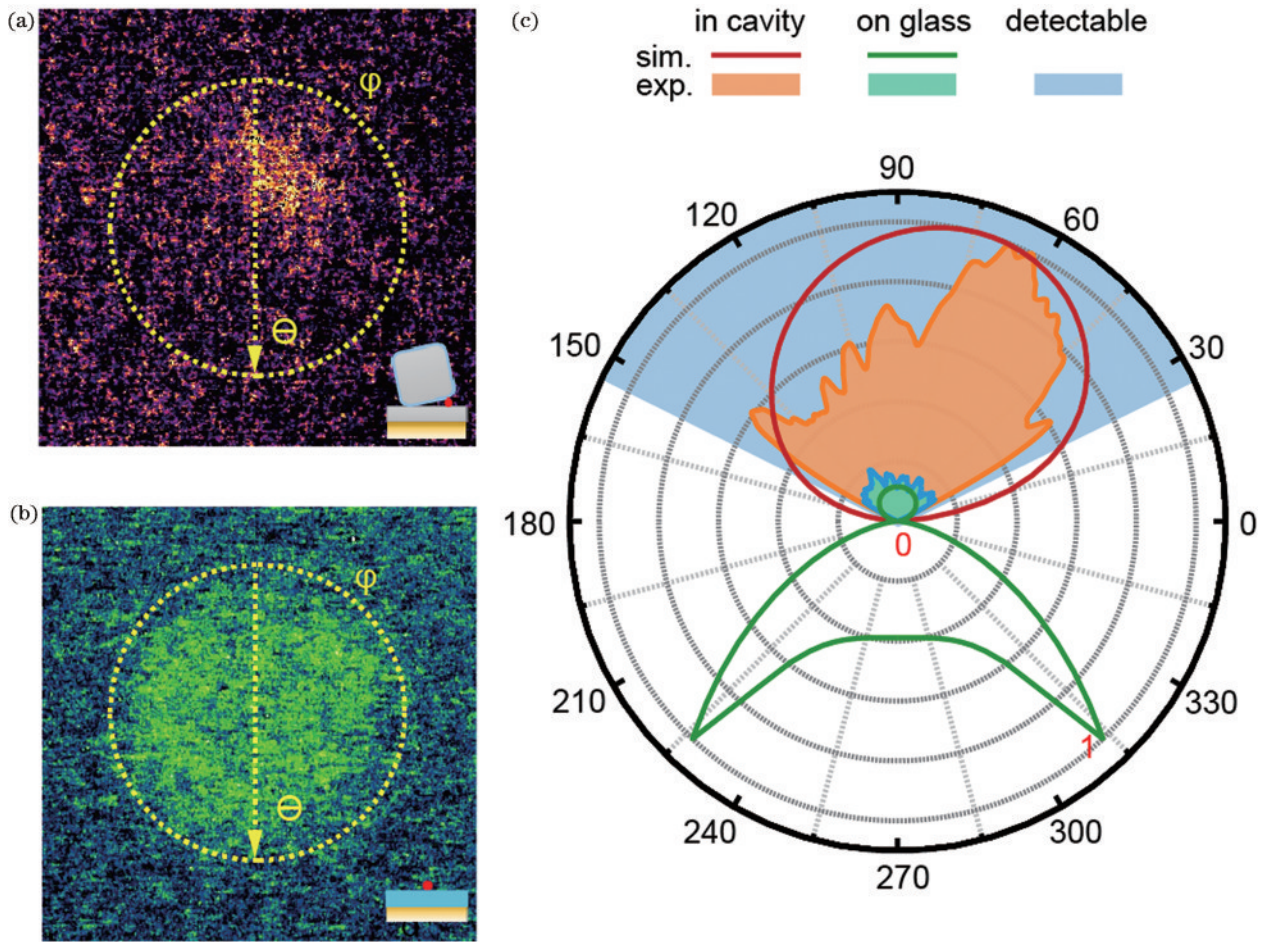 (a)
φ
Θ
(b)
φ
Θ
(c)
in cavity on glass detectable
sim.
exp.
90
120 60
150 30
180 0 0
210 330
1
240 300
270